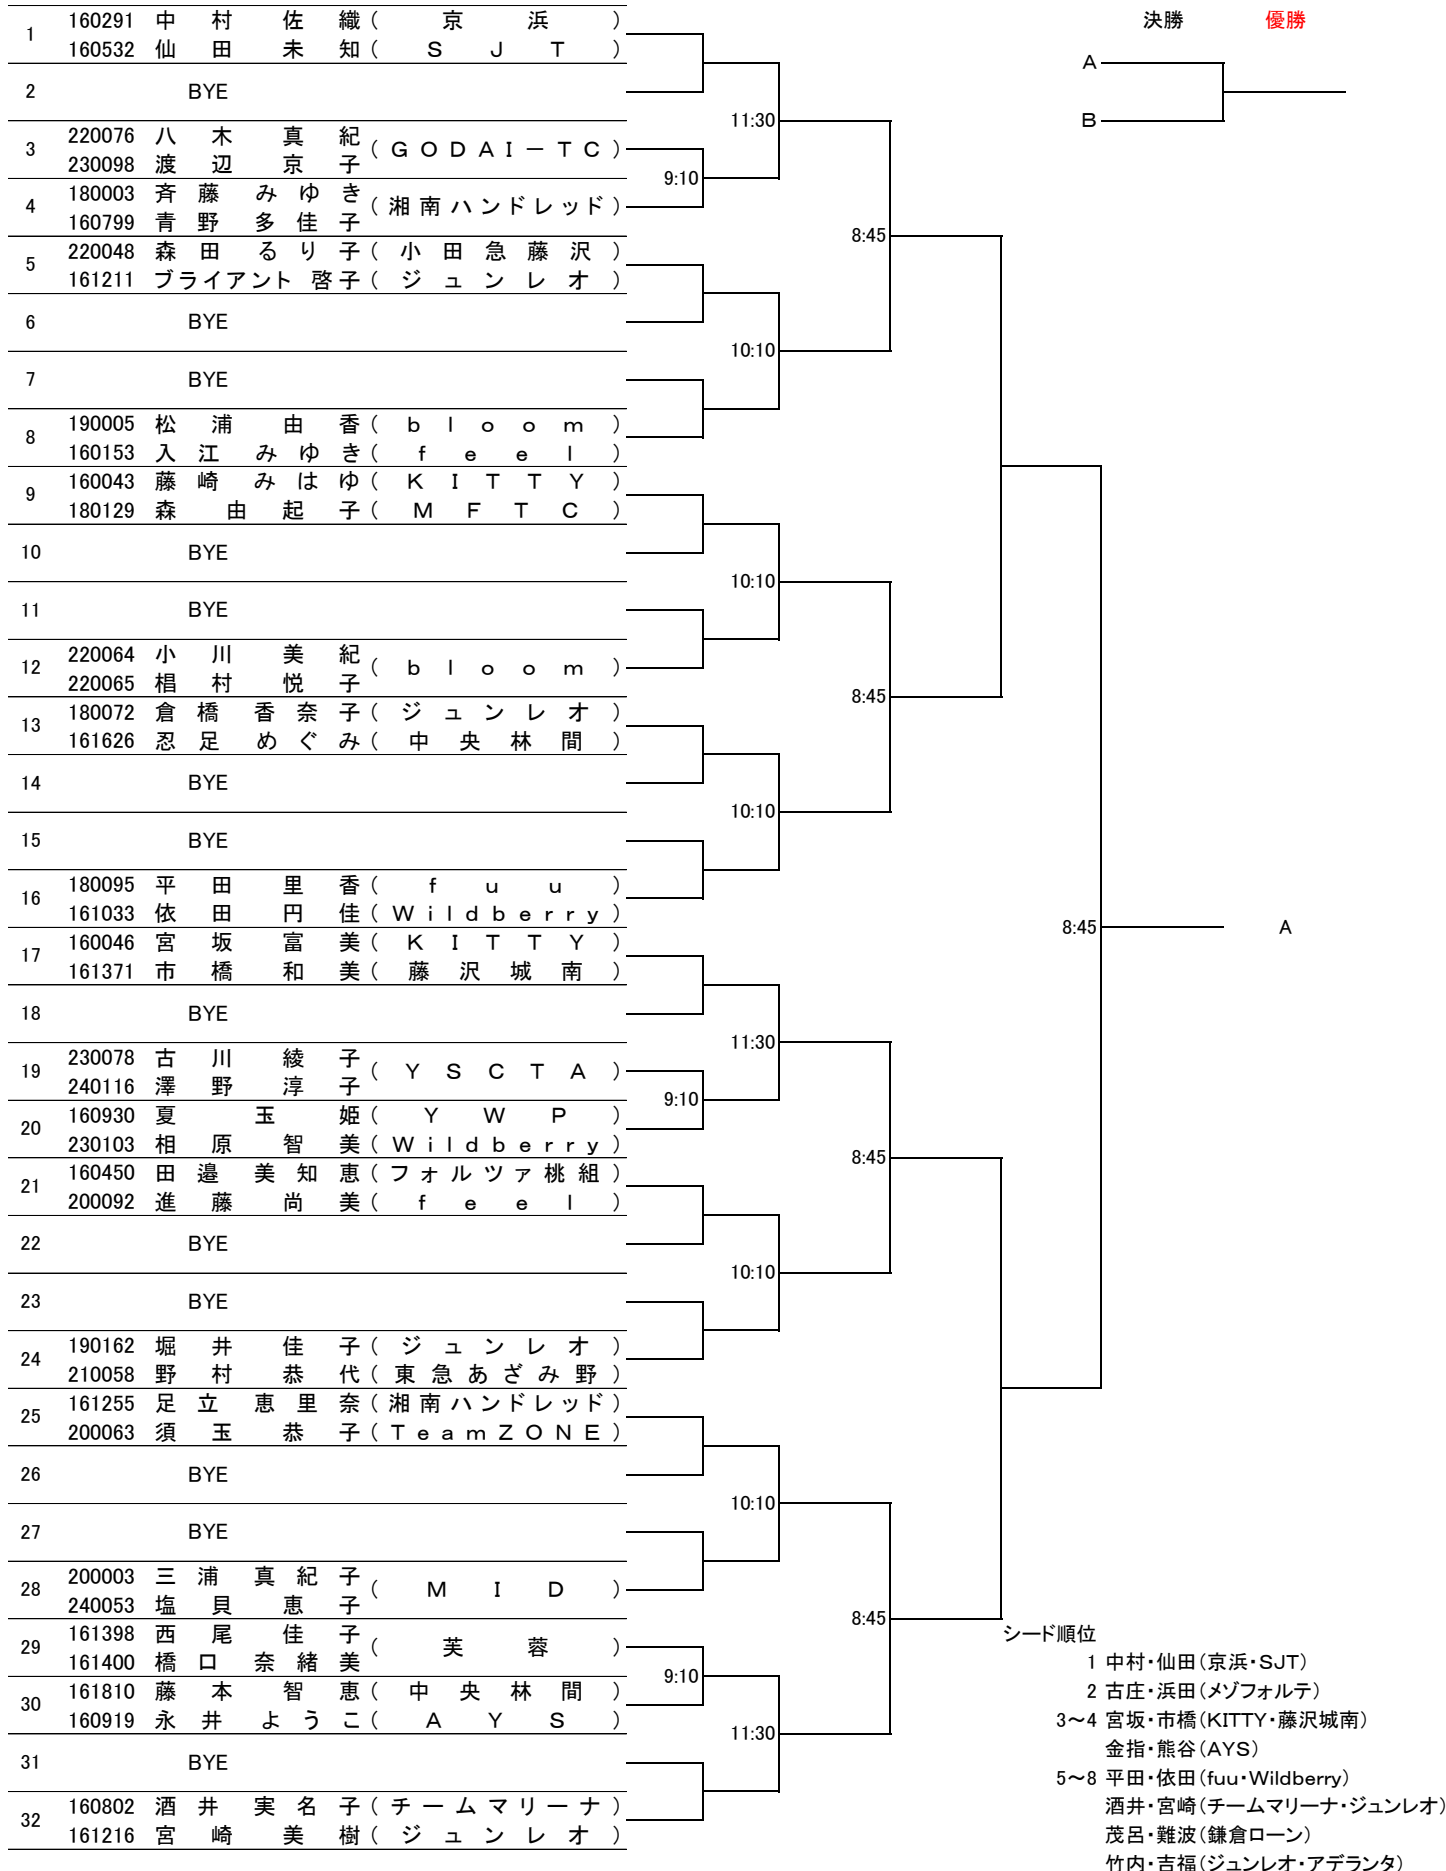 決勝 優勝
A
B
1 160291 中村佐織(京浜)
160532 仙田未知(SJT)
2 BYE
11:30
3 220076 八木真紀(GODAI－TC)
230098 渡辺京子
9:10
4 180003 斉藤みゆき(湘南ハンドレッド)
160799 青野多佳子
8:45
5 220048 森田るり子(小田急藤沢)
161211 ブライアント啓子(ジュンレオ)
6 BYE
10:10
7 BYE
8 190005 松浦由香(bloom)
160153 入江みゆき(feel)
9 160043 藤崎みはゆ(KITTY)
180129 森由起子(MFTC)
10 BYE
10:10
11 BYE
12 220064 小川美紀(bloom)
220065 椙村悦子
8:45
13 180072 倉橋香奈子(ジュンレオ)
161626 忍足めぐみ(中央林間)
14 BYE
10:10
15 BYE
16 180095 平田里香(fuu)
161033 依田円佳(Wildberry)
8:45 A
17 160046 宮坂富美(KITTY)
161371 市橋和美(藤沢城南)
18 BYE
11:30
19 230078 古川綾子(YSCTA)
240116 澤野淳子
9:10
20 160930 夏玉姫(YWP)
230103 相原智美(Wildberry)
8:45
21 160450 田邉美知恵(フォルツァ桃組)
200092 進藤尚美(feel)
22 BYE
10:10
23 BYE
24 190162 堀井佳子(ジュンレオ)
210058 野村恭代(東急あざみ野)
25 161255 足立恵里奈(湘南ハンドレッド)
200063 須玉恭子(TeamZONE)
26 BYE
10:10
27 BYE
28 200003 三浦真紀子(MID)
240053 塩貝恵子
8:45
29 161398 西尾佳子(芙蓉)
161400 橋口奈緒美
9:10
30 161810 藤本智恵(中央林間)
160919 永井ようこ(AYS)
11:30
31 BYE
32 160802 酒井実名子(チームマリーナ)
161216 宮崎美樹(ジュンレオ)
シード順位
1 中村・仙田(京浜・SJT)
2 古庄・浜田(メゾフォルテ)
3～4 宮坂・市橋(KITTY・藤沢城南)
金指・熊谷(AYS)
5～8 平田・依田(fuu・Wildberry)
酒井・宮崎(チームマリーナ・ジュンレオ)
茂呂・難波(鎌倉ローン)
竹内・吉福(ジュンレオ・アデランタ)